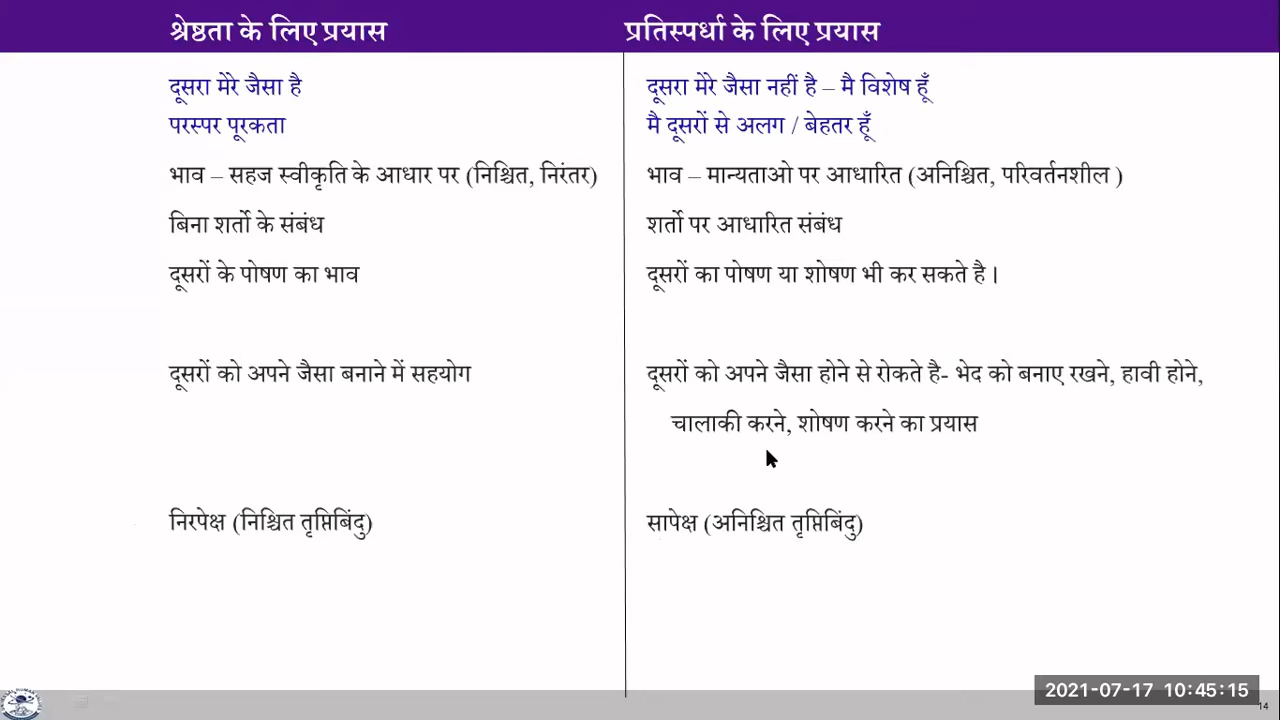 श्रेष्ठता के लिए प्रयास
प्रतिस्पर्धा के लिए प्रयास
दूसरा मेरे जैसा है
परस्पर पूरकता
भाव – सहज स्वीकृति के आधार पर (निश्चित, निरंतर)
बिना शर्तो के संबंध
दूसरों के पोषण का भाव
दूसरों को अपने जैसा बनाने में सहयोग
निरपेक्ष (निश्चित तृप्तिबिंदु)
दूसरा मेरे जैसा नहीं है – मै विशेष हूँ
मै दूसरों से अलग / बेहतर हूँ
भाव – मान्यताओ पर आधारित (अनिश्चित, परिवर्तनशील )
शर्तो पर आधारित संबंध
दूसरों का पोषण या शोषण भी कर सकते है ।
दूसरों को अपने जैसा होने से रोकते है- भेद को बनाए रखने, हावी होने,
चालाकी करने, शोषण करने का प्रयास
सापेक्ष (अनिश्चित तृप्तिबिंदु)
2021-07-17 10:45:15
14